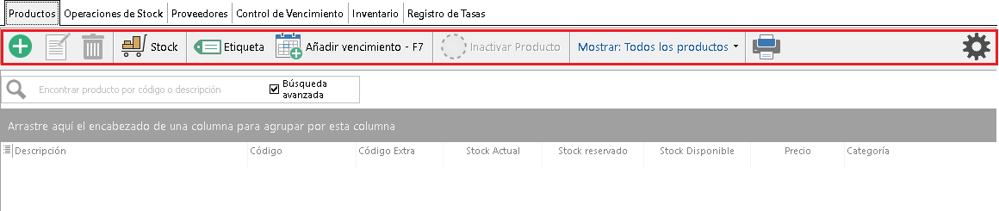 Productos Operaciones de Stock Proveedores Control de Vencimiento Inventario Registro de Tasas
Stock Etiqueta Añadir vencimiento - F7 Inactivar Producto Mostrar: Todos los productos
Encontrar producto por código o descripción Búsqueda
avanzada
Arrastre aquí el encabezado de una columna para agrupar por esta columna
Descripción Código Código Extra Stock Actual Stock reservado Stock Disponible Precio Categoría